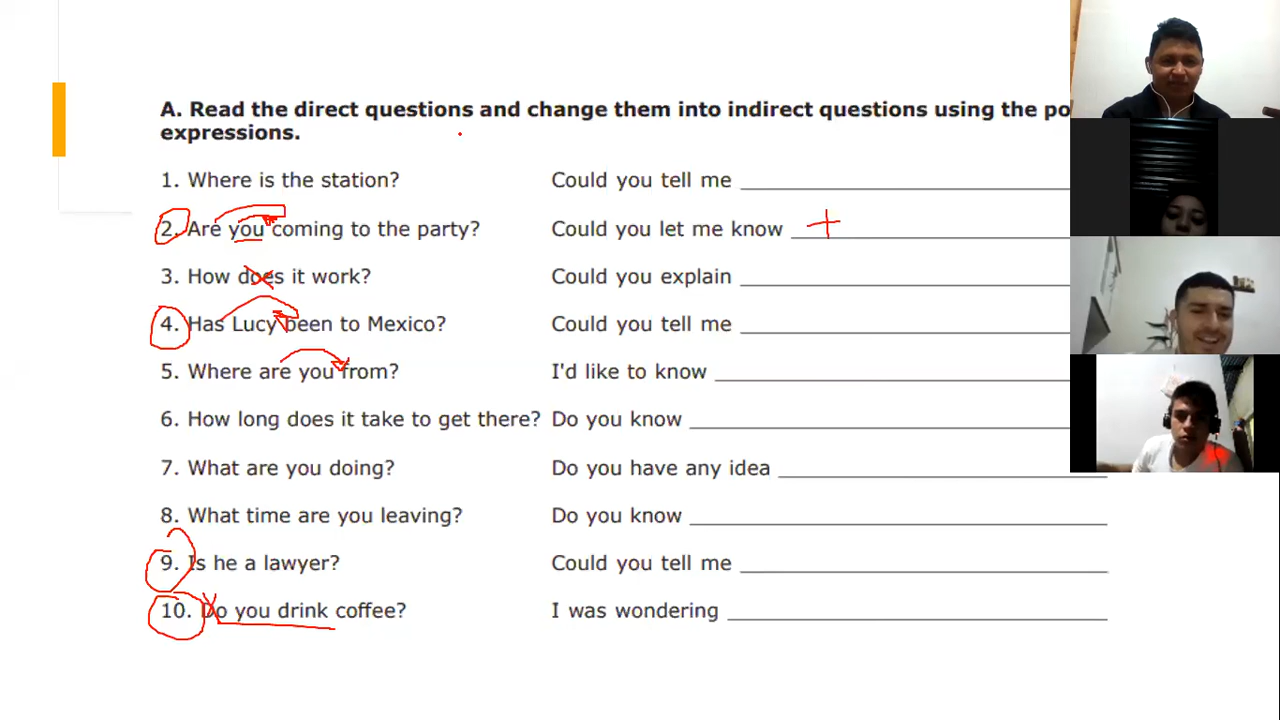 A. Read the direct questions and change them into indirect questions using the
expressions.
1. Where is the station? Could you tell me
2. Are you coming to the party? Could you let me know +
3. How does it work? Could you explain
4. Has Lucy been to Mexico? Could you tell me
5. Where are you from? I'd like to know
6. How long does it take to get there? Do you know
7. What are you doing? Do you have any idea
8. What time are you leaving? Do you know
9. Is he a lawyer? Could you tell me
10. Do you drink coffee? I was wondering